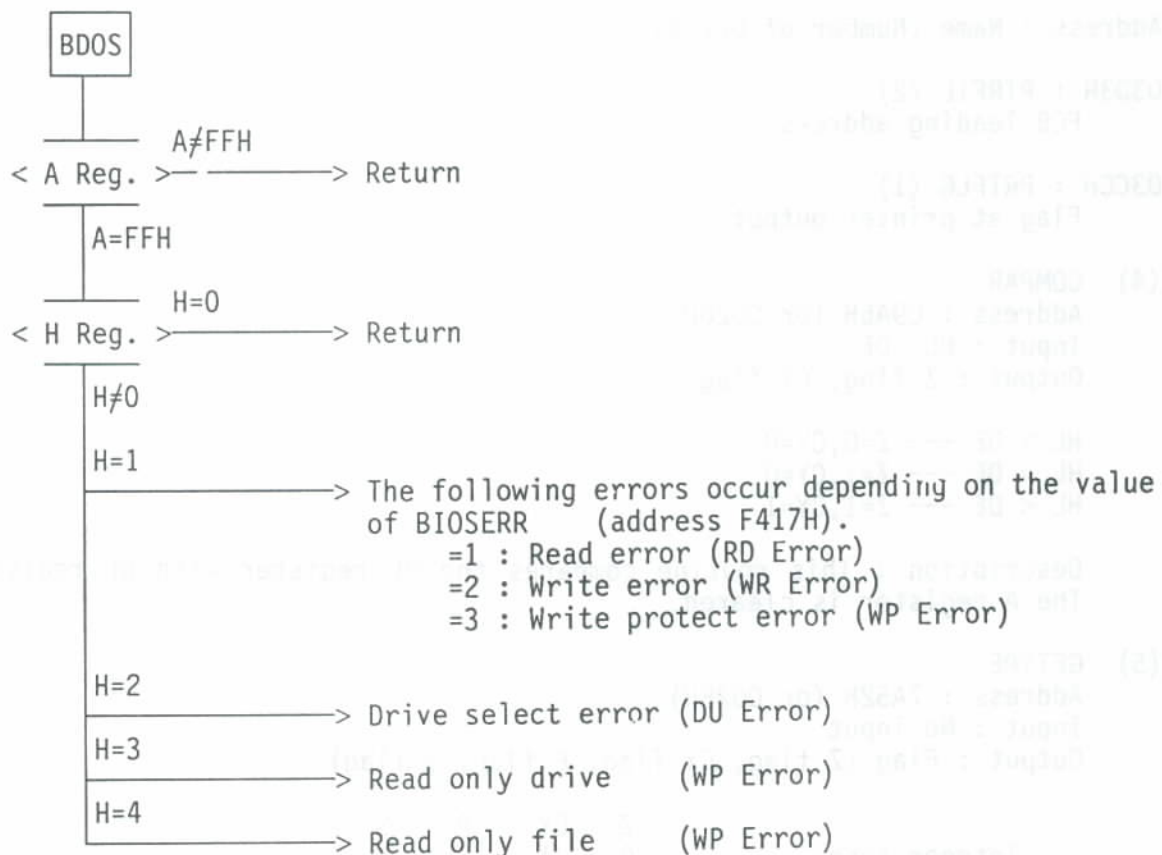 BDOS
A≠FFH
< A Reg. > ————> Return
A=FFH
H=0
< H Reg. > ————> Return
H≠0
H=1
> The following errors occur depending on the value
of BIOSERR (address F417H).
=1 : Read error (RD Error)
=2 : Write error (WR Error)
=3 : Write protect error (WP Error)
H=2
> Drive select error (DU Error)
H=3
> Read only drive (WP Error)
H=4
> Read only file (WP Error)